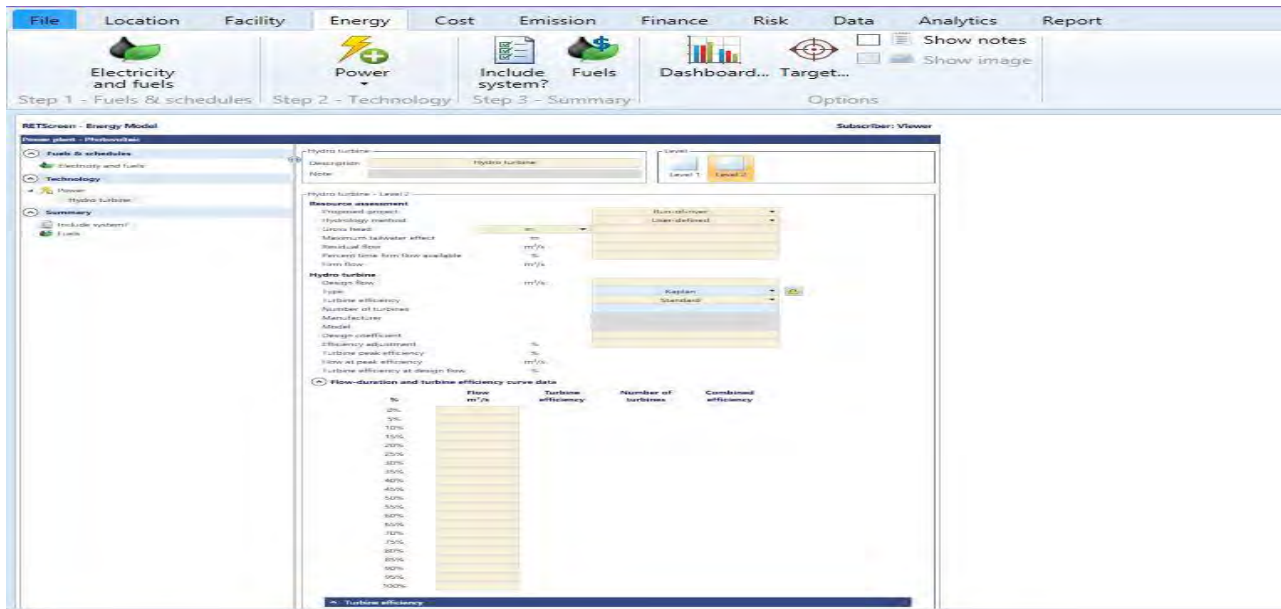 File Location Facility Energy Cost Emission Finance Risk Data Analytics Report
Electricity and fuels
Power
Include system?
Fuels
Dashboard...
Target...
Show notes
Show image
Step 1 - Fuels & schedules
Step 2 - Technology
Step 3 - Summary
Options
RETScreen - Energy Model
Subscriber: Viewer
Power plant - Photovoltaic
Fuels & schedules
Electricity and fuels
Technology
Power
Hydro turbine
Summary
Include system?
Fuels
Hydro turbine
Description Hydro turbine
Note
Level
Level 1 Level 2
Hydro turbine - Level 2
Resource assessment
Proposed project Run-of-river
Hydrology method User-defined
Gross head m
Maximum tailwater effect m
Residual flow m³/s
Percent time firm flow available %
Firm flow m³/s
Hydro turbine
Design flow m³/s
Type Kaplan
Turbine efficiency Standard
Number of turbines
Manufacturer
Model
Design coefficient
Efficiency adjustment %
Turbine peak efficiency %
Flow at peak efficiency m³/s
Turbine efficiency at design flow %
Flow-duration and turbine efficiency curve data
% Flow m³/s Turbine efficiency Number of turbines Combined efficiency
0%
5%
10%
15%
20%
25%
30%
35%
40%
45%
50%
55%
60%
65%
70%
75%
80%
85%
90%
95%
100%
Turbine efficiency